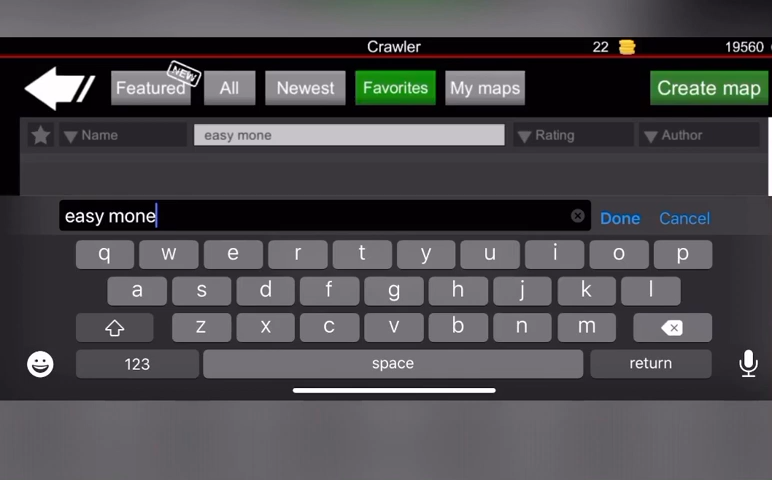 Crawler 22 19560
Featured NEW All Newest Favorites My maps Create map
Name easy mone Rating Author
easy mone Done Cancel
q w e r t y u i o p
a s d f g h j k l
z x c v b n m
123 space return